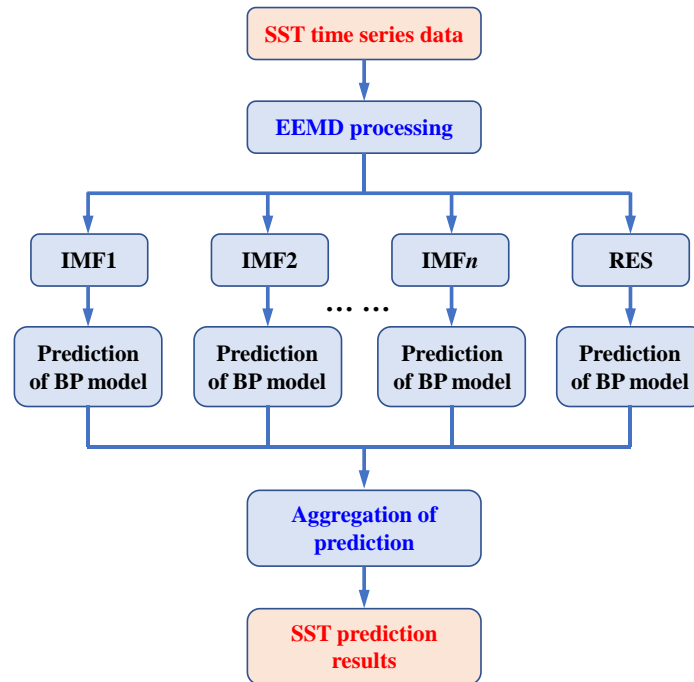 SST time series data
EEMD processing
IMF1
IMF2
IMFn
RES
... ...
Prediction
of BP model
Prediction
of BP model
Prediction
of BP model
Prediction
of BP model
Aggregation of
prediction
SST prediction
results